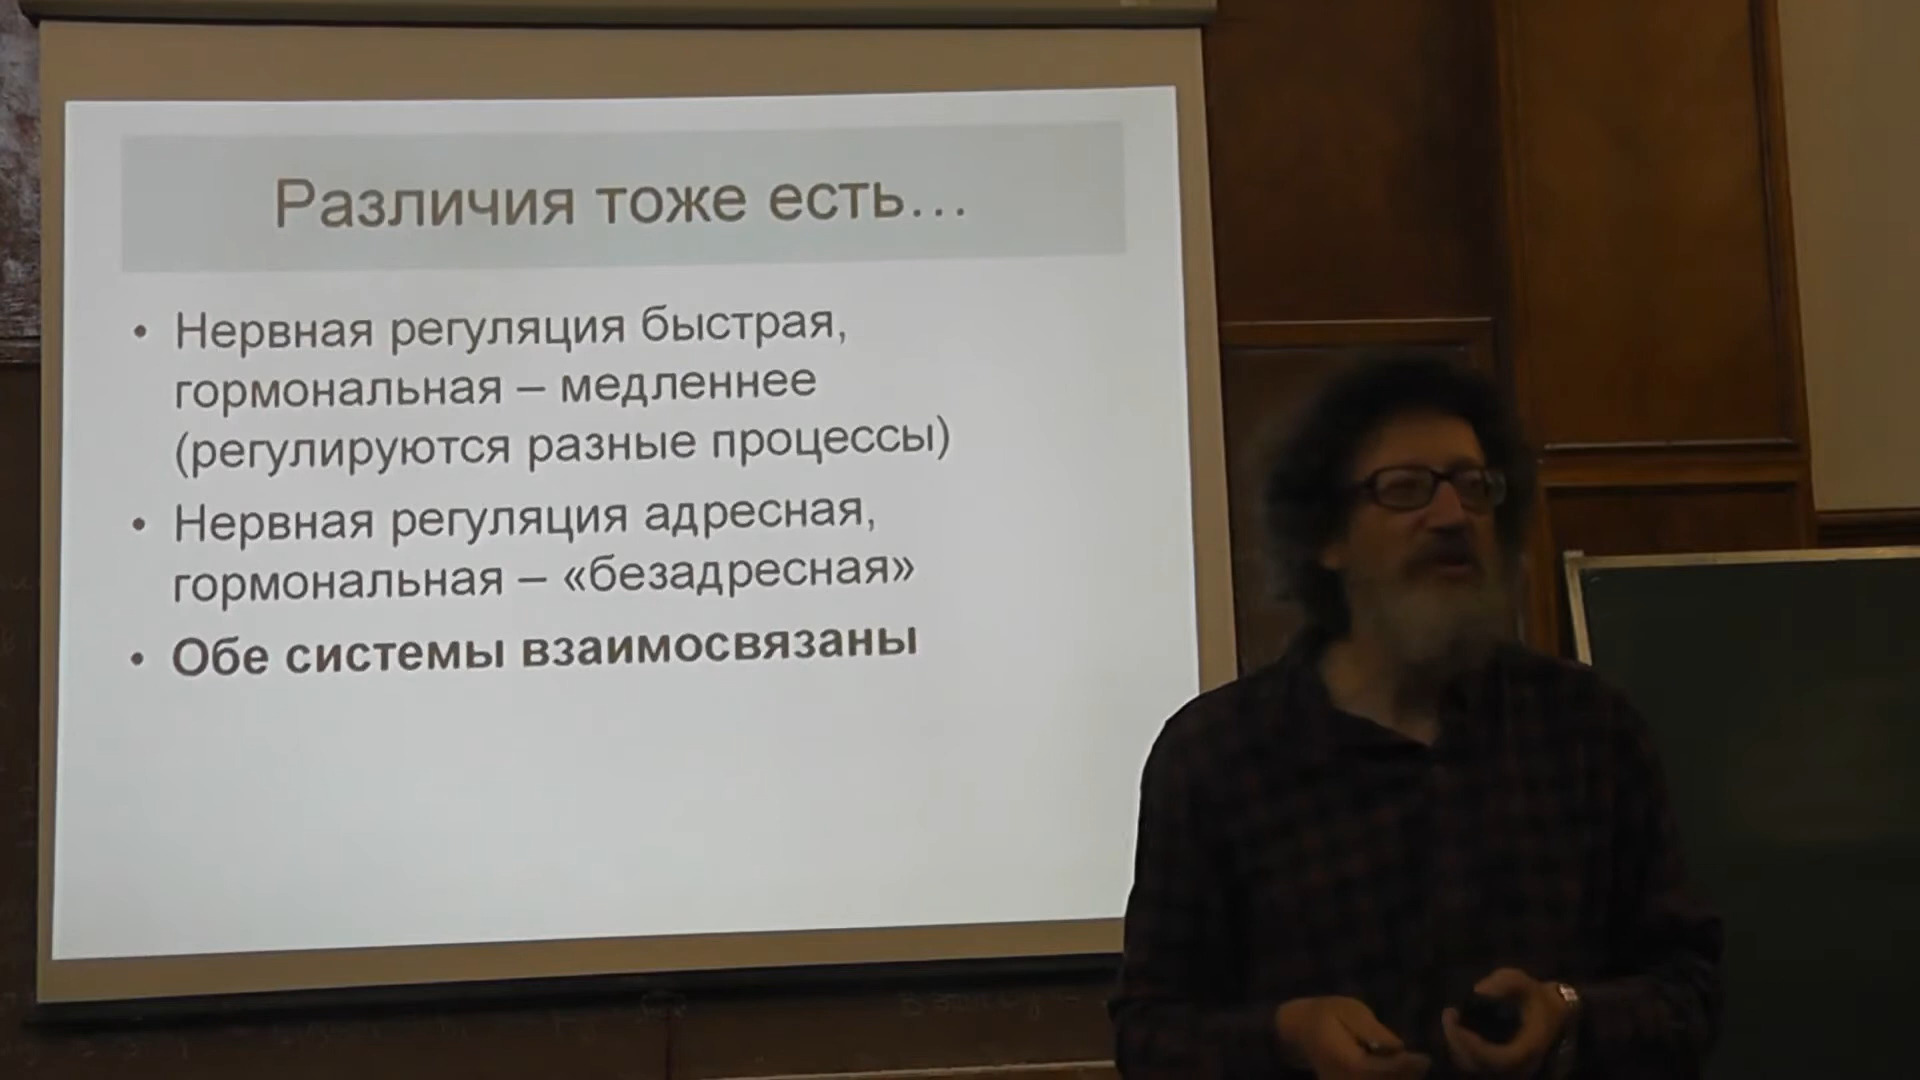 Различия тоже есть…
• Нервная регуляция быстрая,
гормональная – медленнее
(регулируются разные процессы)
• Нервная регуляция адресная,
гормональная – «безадресная»
• Обе системы взаимосвязаны